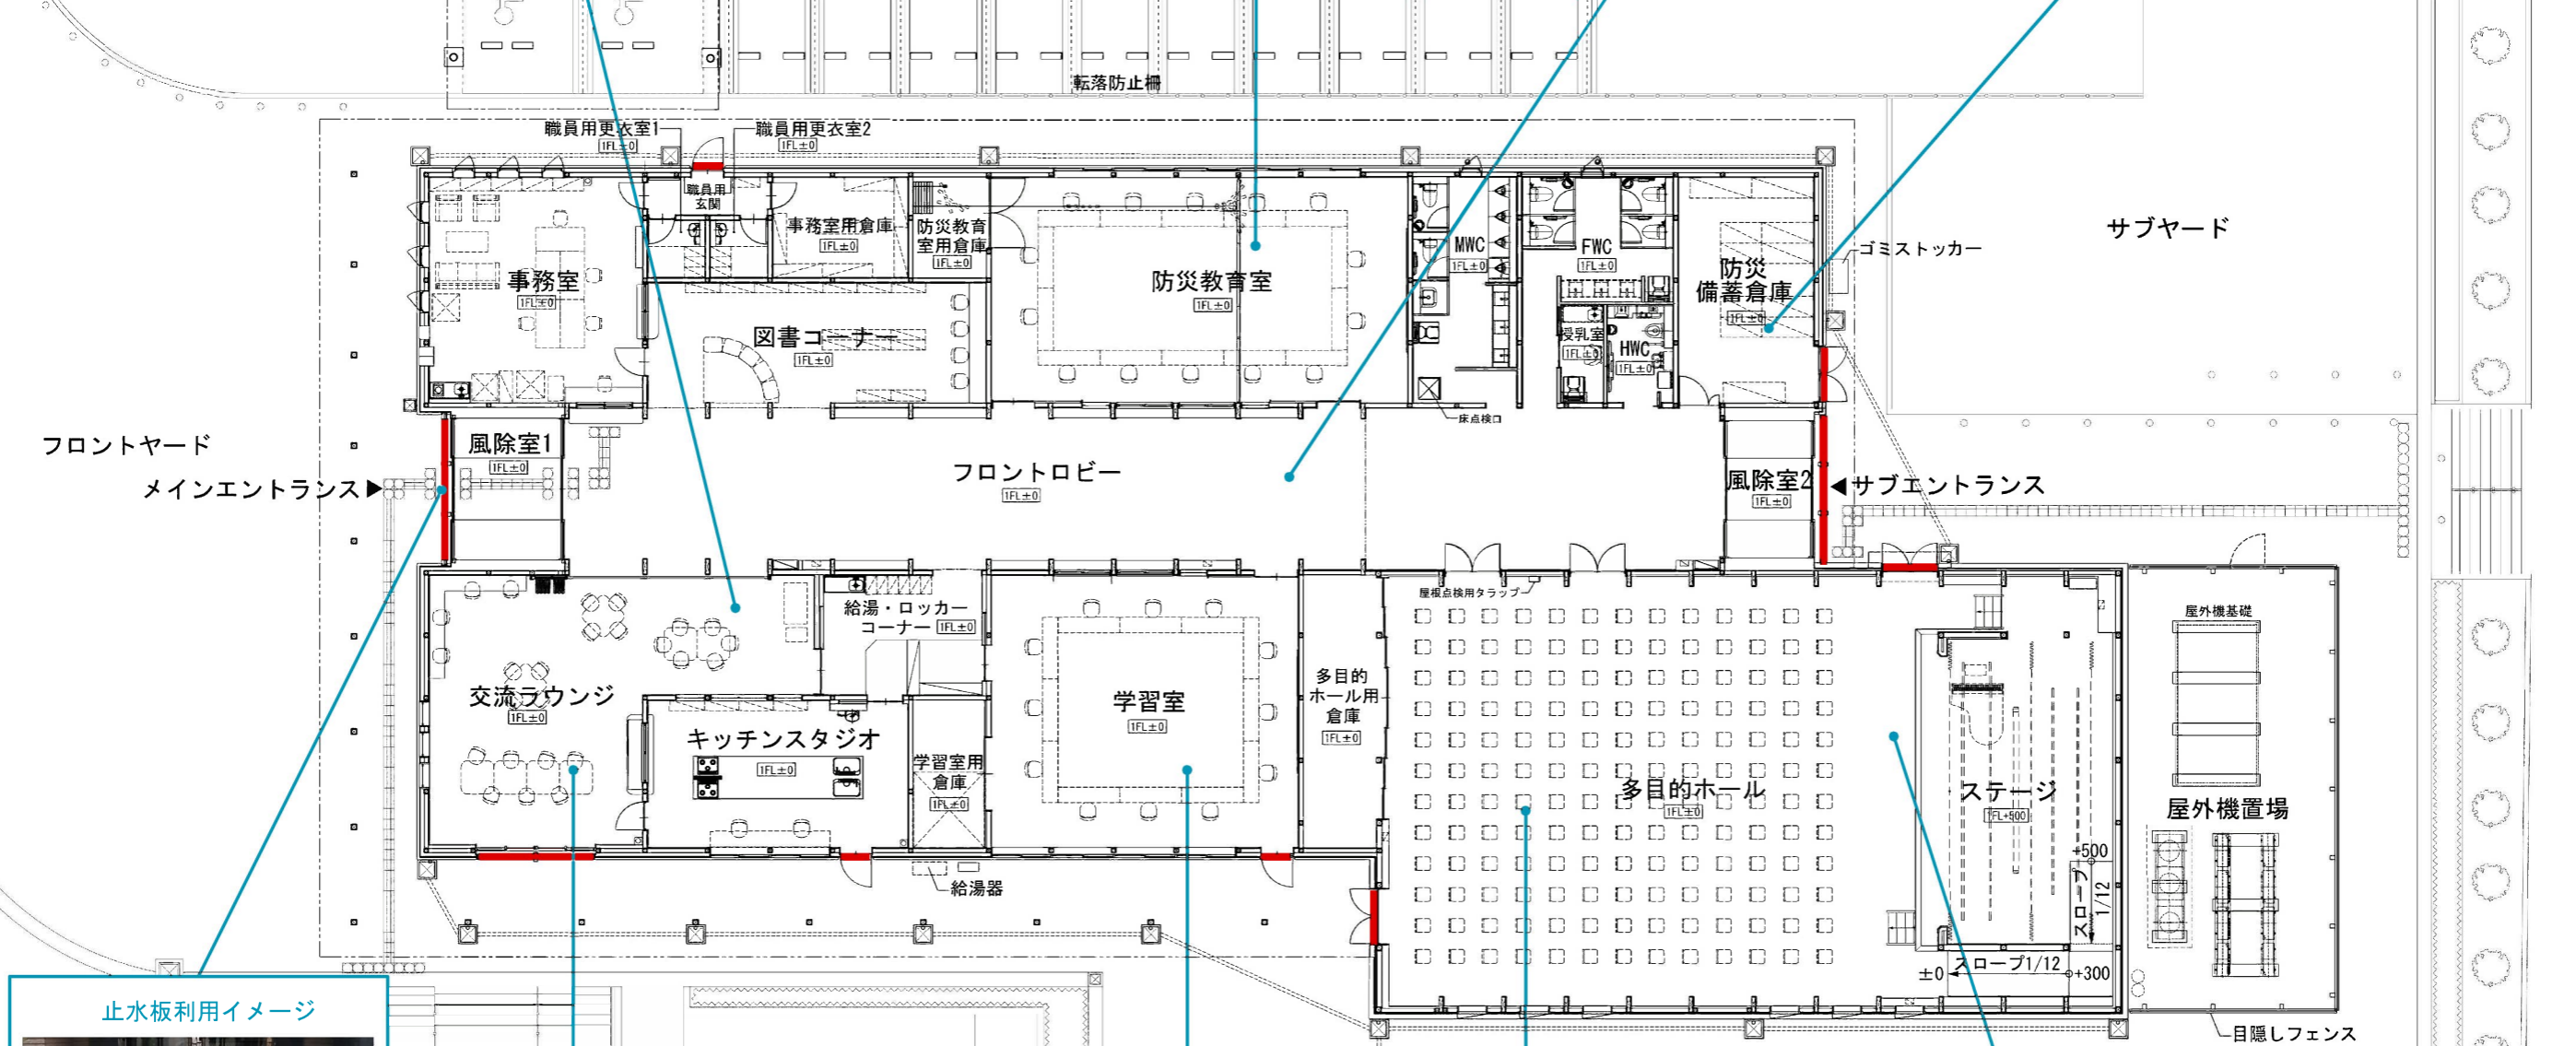 転落防止柵
職員用更衣室1
1FL±0
職員用更衣室2
1FL±0
職員用
玄関
事務室用倉庫
1FL±0
防災教育
室用倉庫
1FL±0
事務室
1FL±0
図書コーナー
1FL±0
防災教育室
1FL±0
MWC
1FL±0
FWC
1FL±0
授乳室
1FL±0
HWC
1FL±0
防災
備蓄倉庫
1FL±0
ゴミストッカー
サブヤード
床点検口
フロントヤード
メインエントランス▶
風除室1
1FL±0
フロントロビー
1FL±0
風除室2
1FL±0
◀サブエントランス
給湯・ロッカー
コーナー 1FL±0
屋根点検用タラップ
交流ラウンジ
1FL±0
キッチンスタジオ
1FL±0
学習室用
倉庫
1FL±0
学習室
1FL±0
多目的
ホール用
倉庫
1FL±0
多目的ホール
1FL±0
ステージ
1FL+500
+500
スロープ
1/12
スロープ1/12
±0
+300
屋外機基礎
屋外機置場
給湯器
目隠しフェンス
止水板利用イメージ